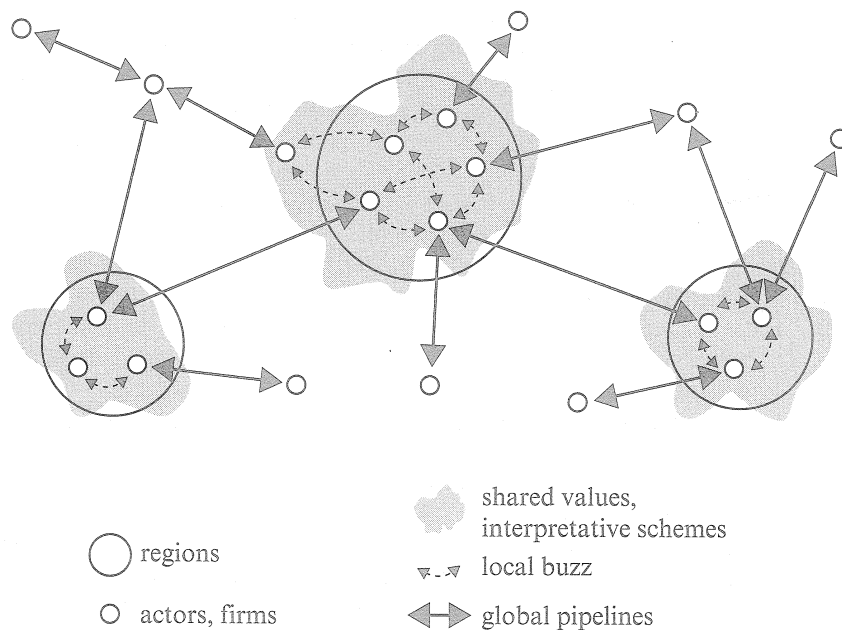 regions
actors, firms
shared values,
interpretative schemes
local buzz
global pipelines